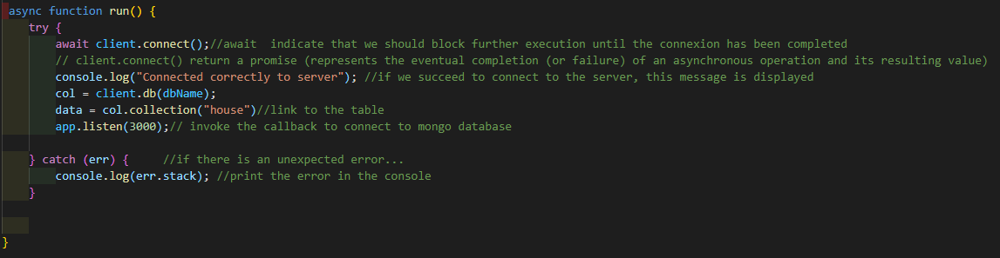 async function run() {
try {
await client.connect();//await  indicate that we should block further execution until the connexion has been completed
// client.connect() return a promise (represents the eventual completion (or failure) of an asynchronous operation and its resulting value)
console.log("Connected correctly to server"); //if we succeed to connect to the server, this message is displayed
col = client.db(dbName);
data = col.collection("house")//link to the table
app.listen(3000);// invoke the callback to connect to mongo database
} catch (err) {     //if there is an unexpected error...
console.log(err.stack); //print the error in the console
}
}